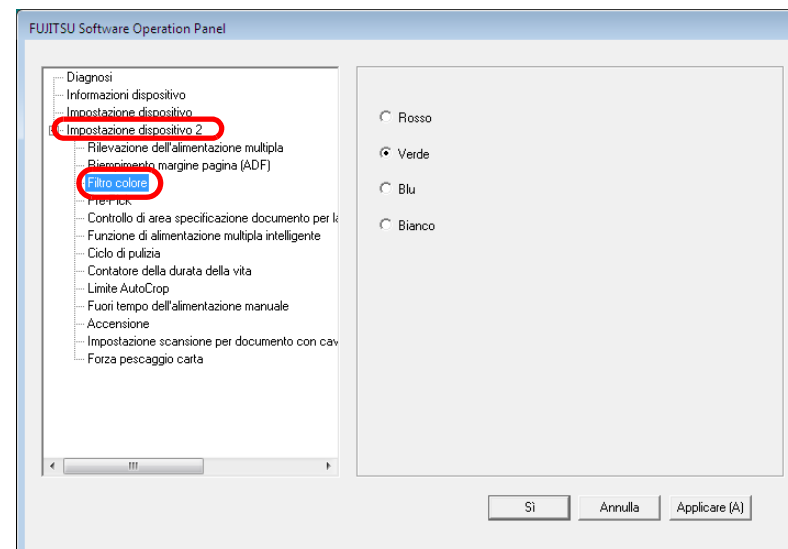 FUJITSU Software Operation Panel
Diagnosi
Informazioni dispositivo
Impostazione dispositivo
Impostazione dispositivo 2
Rilevazione dell'alimentazione multipla
Riempimento margine pagina (ADF)
Filtro colore
Pre-Pick
Controllo di area specificazione documento per la
Funzione di alimentazione multipla intelligente
Ciclo di pulizia
Contatore della durata della vita
Limite AutoCrop
Fuori tempo dell'alimentazione manuale
Accensione
Impostazione scansione per documento con cav
Forza pescaggio carta
Rosso
Verde
Blu
Bianco
Sì
Annulla
Applicare (A)